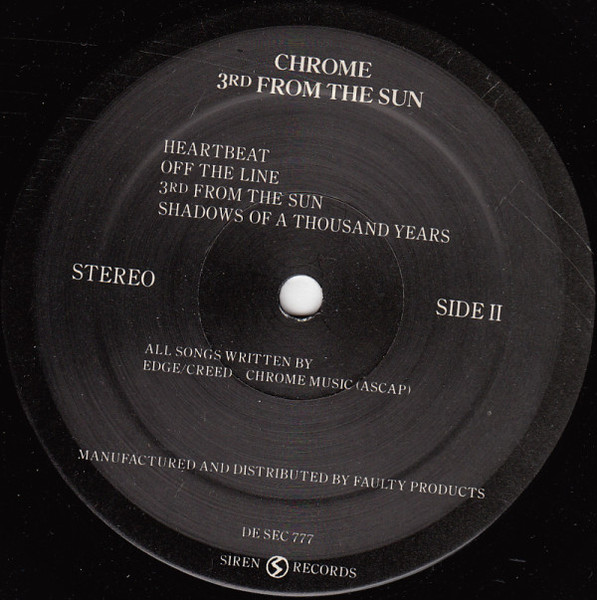 CHROME
3RD FROM THE SUN
HEARTBEAT
OFF THE LINE
3RD FROM THE SUN
SHADOWS OF A THOUSAND YEARS
STEREO
SIDE II
ALL SONGS WRITTEN BY
EDGE/CREED CHROME MUSIC (ASCAP)
MANUFACTURED AND DISTRIBUTED BY FAULTY PRODUCTS
DE SEC 777
SIREN S RECORDS